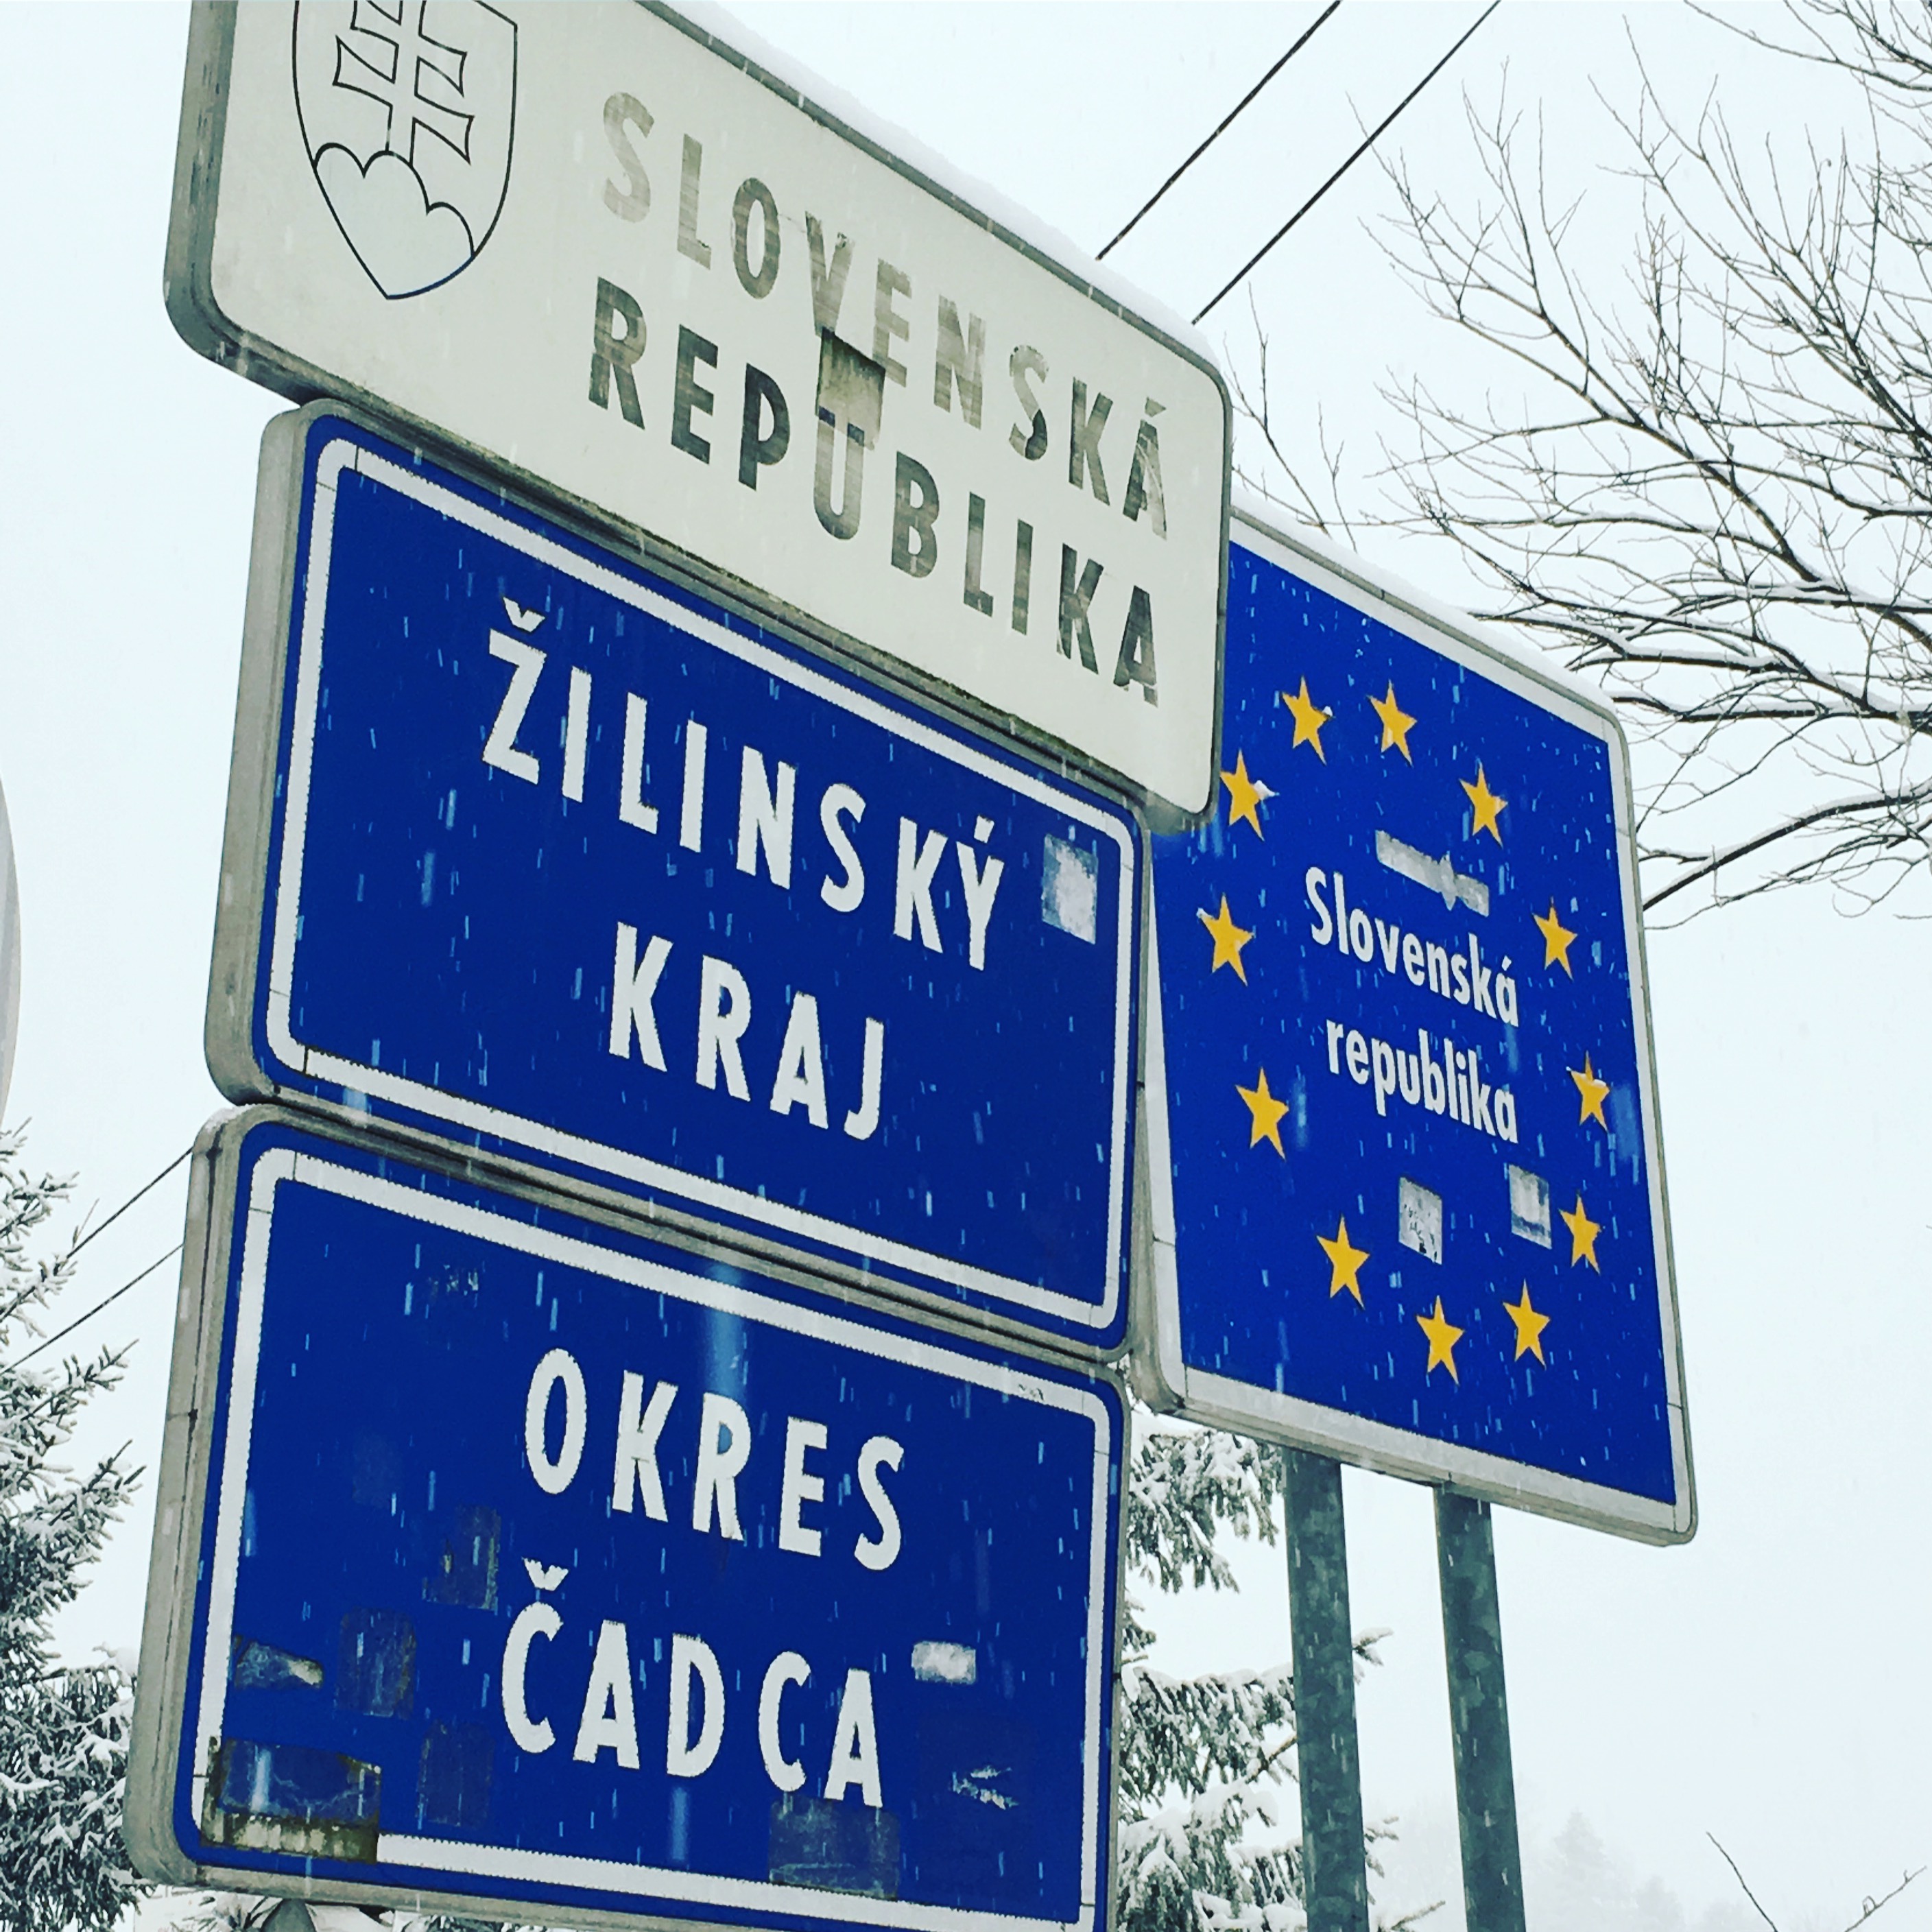 SLOVENSKÁ
REPUBLIKA
ŽILINSKÝ
KRAJ
OKRES
ČADCA
Slovenská
republika